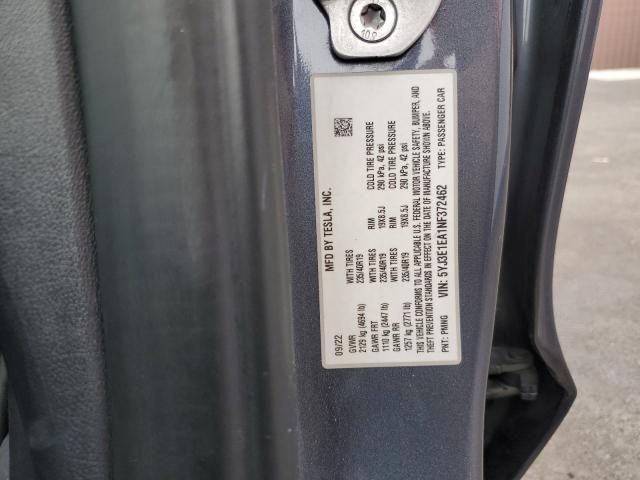 10.9
MFD BY TESLA, INC.
09/22
GVWR WITH TIRES RIM COLD TIRE PRESSURE
2129 kg (4694 lb) 235/40R19 19X8.5J 290 kPa, 42 psi
GAWR FRT WITH TIRES RIM COLD TIRE PRESSURE
1110 kg (2447 lb) 235/40R19 19X8.5J 290 kPa, 42 psi
GAWR RR WITH TIRES RIM COLD TIRE PRESSURE
1257 kg (2771 lb) 235/40R19 19X8.5J 290 kPa, 42 psi
THIS VEHICLE CONFORMS TO ALL APPLICABLE U.S. FEDERAL MOTOR VEHICLE SAFETY, BUMPER, AND
THEFT PREVENTION STANDARDS IN EFFECT ON THE DATE OF MANUFACTURE SHOWN ABOVE.
VIN: 5YJ3E1EA1NF372462
PNT: PMNG TYPE: PASSENGER CAR